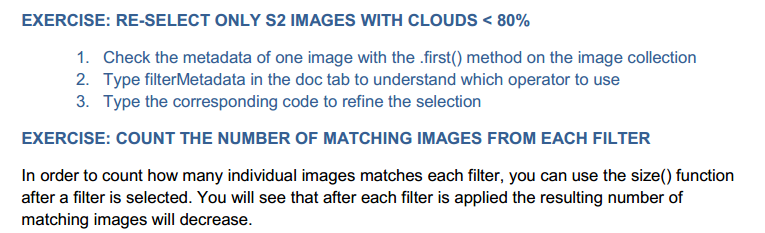 EXERCISE: RE-SELECT ONLY S2 IMAGES WITH CLOUDS < 80%
1. Check the metadata of one image with the .first() method on the image collection
2. Type filterMetadata in the doc tab to understand which operator to use
3. Type the corresponding code to refine the selection
EXERCISE: COUNT THE NUMBER OF MATCHING IMAGES FROM EACH FILTER
In order to count how many individual images matches each filter, you can use the size() function
after a filter is selected. You will see that after each filter is applied the resulting number of
matching images will decrease.